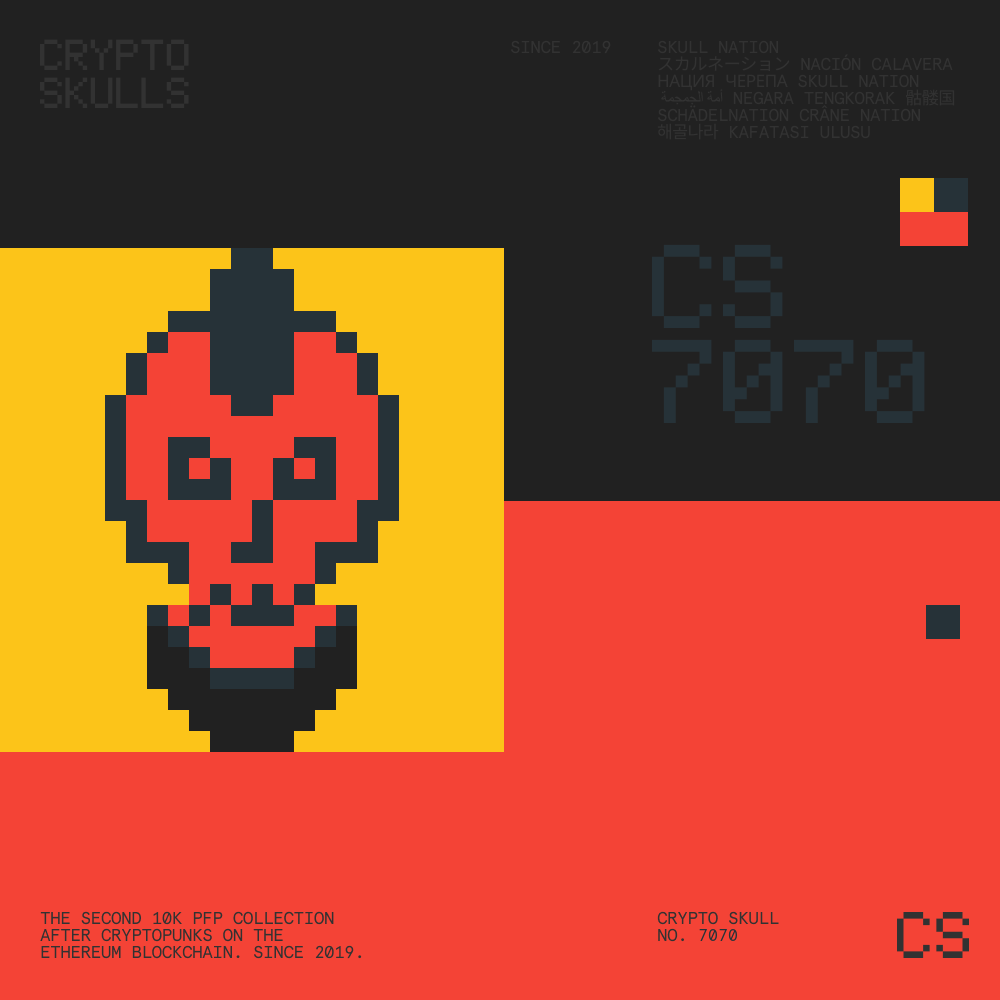 CRYPTO
SKULLS
SINCE 2019
SKULL NATION
スカルネーション NACIÓN CALAVERA
НАЦИЯ ЧЕРЕПА SKULL NATION
أمة الجمجمة NEGARA TENGKORAK 骷髅国
SCHÄDELNATION CRÂNE NATION
해골나라 KAFATASI ULUSU
CS
7070
THE SECOND 10K PFP COLLECTION
AFTER CRYPTOPUNKS ON THE
ETHEREUM BLOCKCHAIN. SINCE 2019.
CRYPTO SKULL
NO. 7070
CS